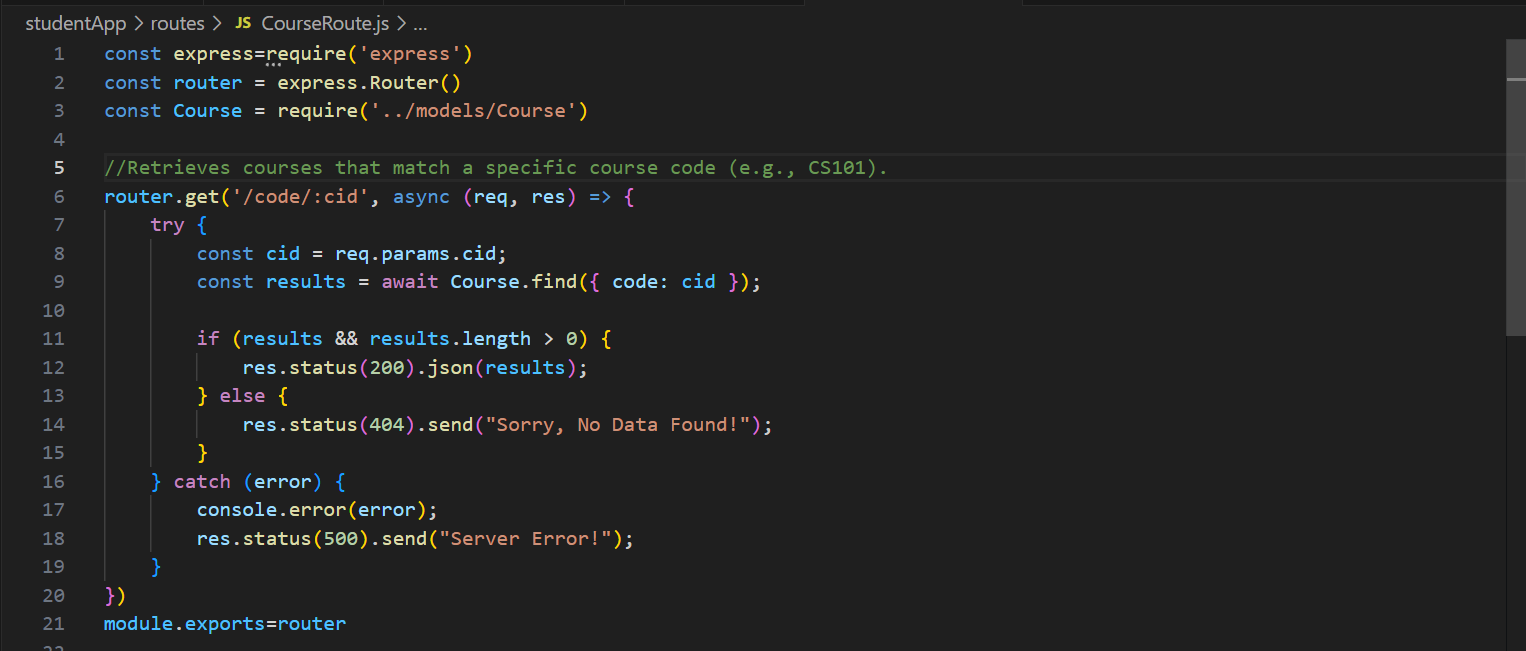 studentApp > routes > JS CourseRoute.js > ...
1 const express=require('express')
2 const router = express.Router()
3 const Course = require('../models/Course')
4
5 //Retrieves courses that match a specific course code (e.g., CS101).
6 router.get('/code/:cid', async (req, res) => {
7     try {
8         const cid = req.params.cid;
9         const results = await Course.find({ code: cid });
10
11         if (results && results.length > 0) {
12             res.status(200).json(results);
13         } else {
14             res.status(404).send("Sorry, No Data Found!");
15         }
16     } catch (error) {
17         console.error(error);
18         res.status(500).send("Server Error!");
19     }
20 })
21 module.exports=router